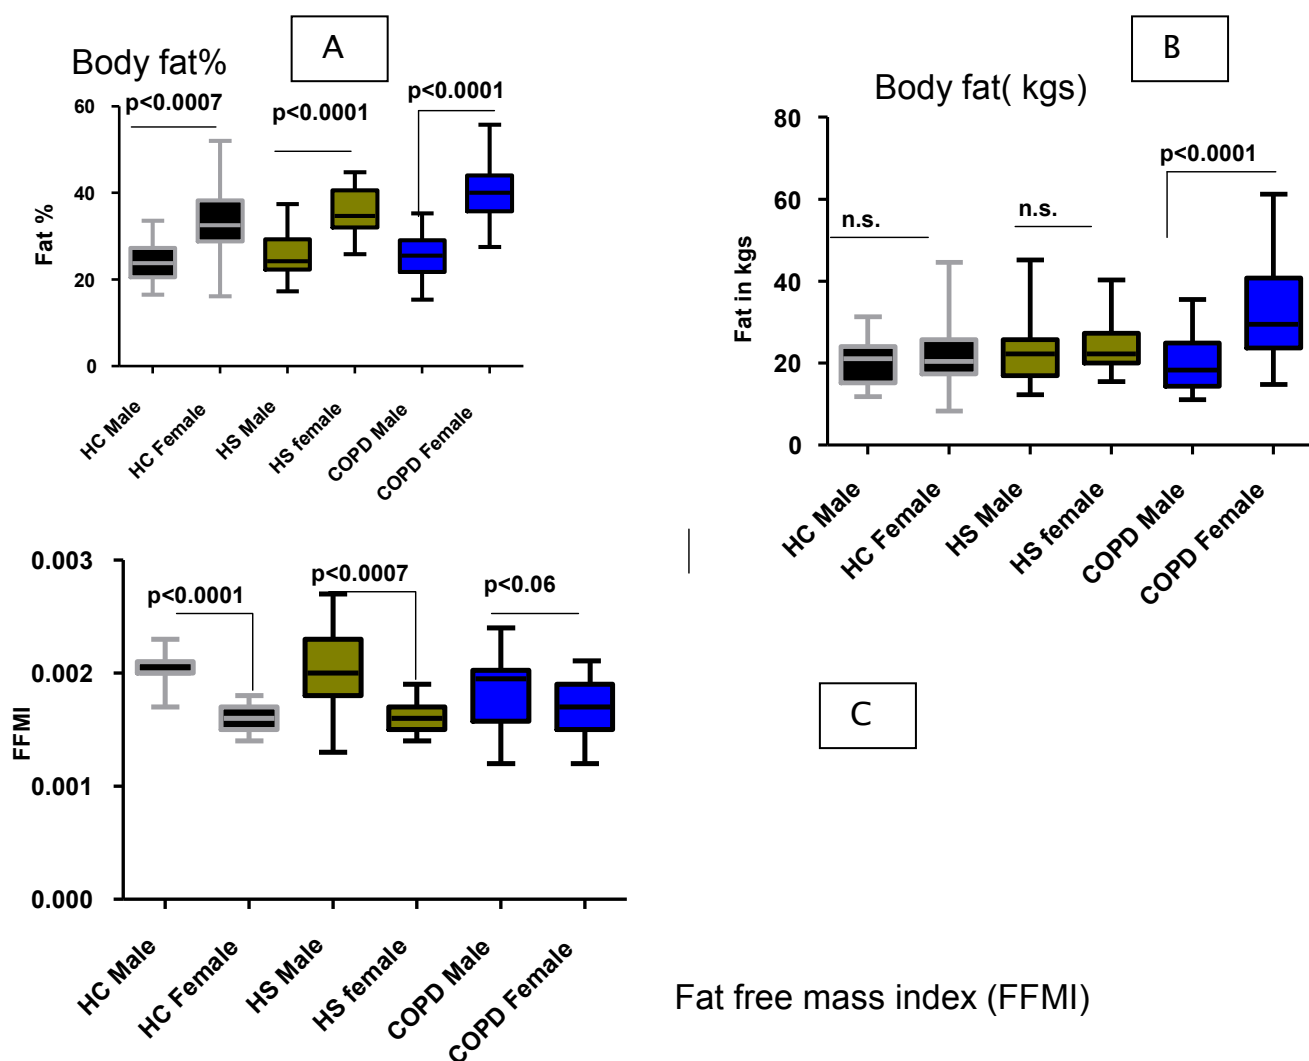 A
Body fat%
p<0.0007
p<0.0001
p<0.0001
60
40
20
0
Fat %
HC Male
HC Female
HS Male
HS female
COPD Male
COPD Female
B
Body fat( kgs)
80
60
40
20
0
Fat in kgs
n.s.
n.s.
p<0.0001
HC Male
HC Female
HS Male
HS female
COPD Male
COPD Female
0.003
0.002
0.001
0.000
FFMI
p<0.0001
p<0.0007
p<0.06
HC Male
HC Female
HS Male
HS female
COPD Male
COPD Female
C
Fat free mass index (FFMI)